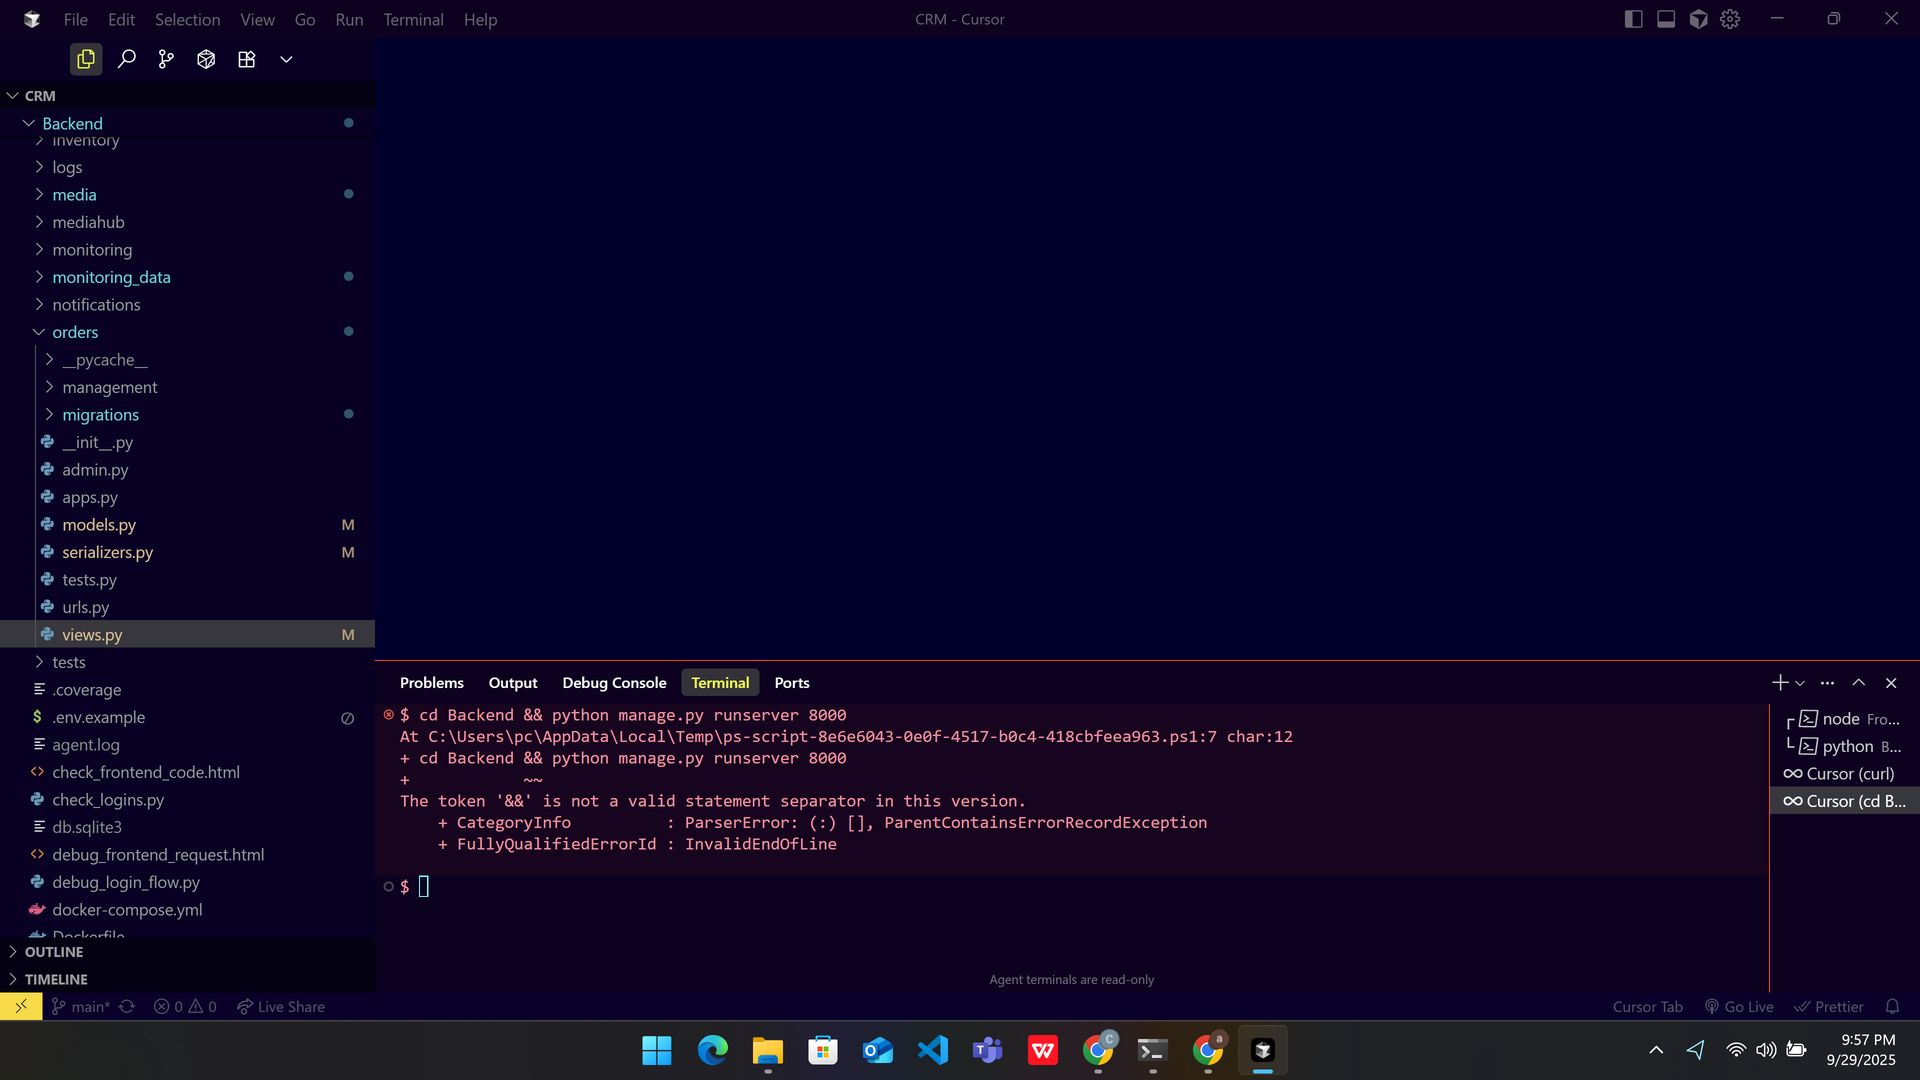 File Edit Selection View Go Run Terminal Help
CRM - Cursor
CRM
Backend
inventory
logs
media
mediahub
monitoring
monitoring_data
notifications
orders
__pycache__
management
migrations
__init__.py
admin.py
apps.py
models.py M
serializers.py M
tests.py
urls.py
views.py M
tests
.coverage
$ .env.example
agent.log
check_frontend_code.html
check_logins.py
db.sqlite3
debug_frontend_request.html
debug_login_flow.py
docker-compose.yml
Dockerfile
OUTLINE
TIMELINE
Problems Output Debug Console Terminal Ports
$ cd Backend && python manage.py runserver 8000
At C:\Users\pc\AppData\Local\Temp\ps-script-8e6e6043-0e0f-4517-b0c4-418cbfeea963.ps1:7 char:12
+ cd Backend && python manage.py runserver 8000
+            ~~
The token '&&' is not a valid statement separator in this version.
+ CategoryInfo          : ParserError: (:) [], ParentContainsErrorRecordException
+ FullyQualifiedErrorId : InvalidEndOfLine
$
Agent terminals are read-only
node Fro...
python B...
Cursor (curl)
Cursor (cd B...
main* 0 0 Live Share
Cursor Tab Go Live Prettier
C
a
9:57 PM
9/29/2025